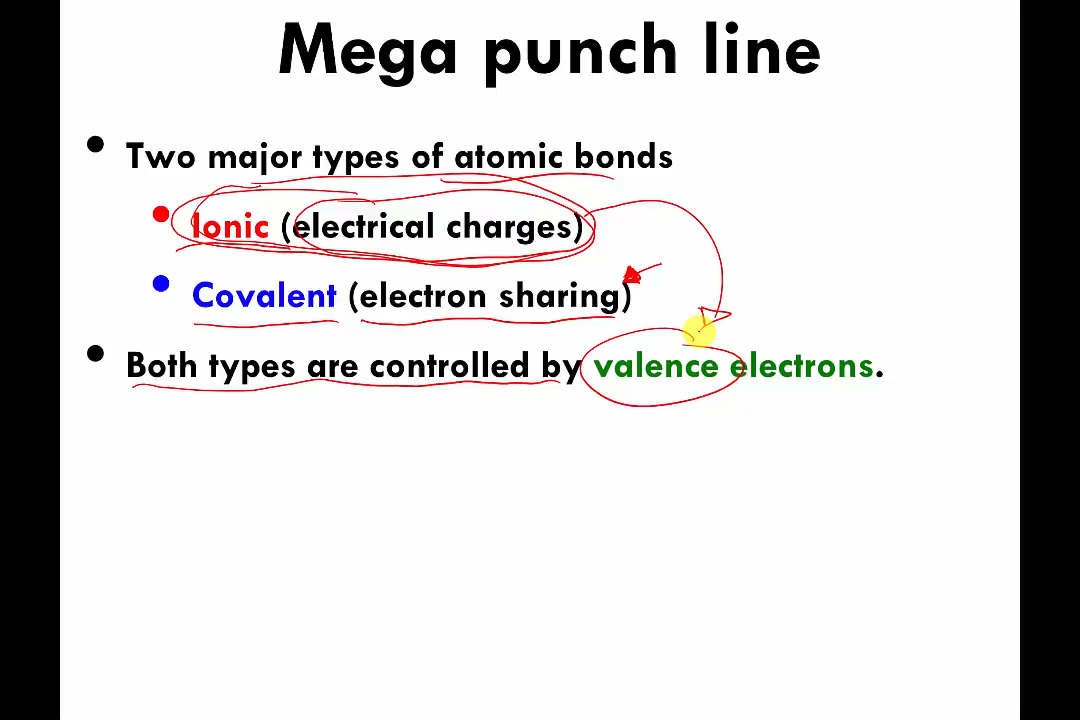 Mega punch line
• Two major types of atomic bonds
• Ionic (electrical charges)
• Covalent (electron sharing)
• Both types are controlled by valence electrons.